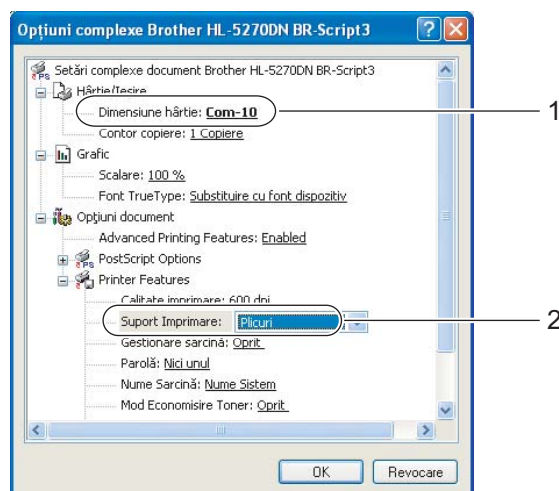 Opțiuni complexe Brother HL-5270DN BR-Script3
Setări complexe document Brother HL-5270DN BR-Script3
Hârtie/Ieșire
Dimensiune hârtie: Com-10
1
Contor copiere: 1 Copiere
Grafic
Scalare: 100 %
Font TrueType: Substituire cu font dispozitiv
Opțiuni document
Advanced Printing Features: Enabled
PostScript Options
Printer Features
Calitate imprimare: 600 dpi
Suport Imprimare: Plicuri
2
Gestionare sarcină: Oprit
Parolă: Nici unul
Nume Sarcină: Nume Sistem
Mod Economisire Toner: Oprit
OK Revocare